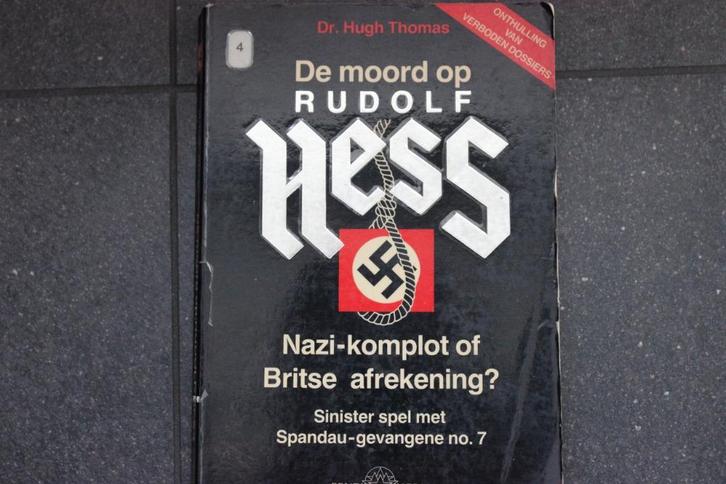 Dr. Hugh Thomas
ONTHULLING
VAN
VERBODEN DOSSIERS
4
De moord op
RUDOLF
Hess
Nazi-komplot of
Britse afrekening?
Sinister spel met
Spandau-gevangene no. 7